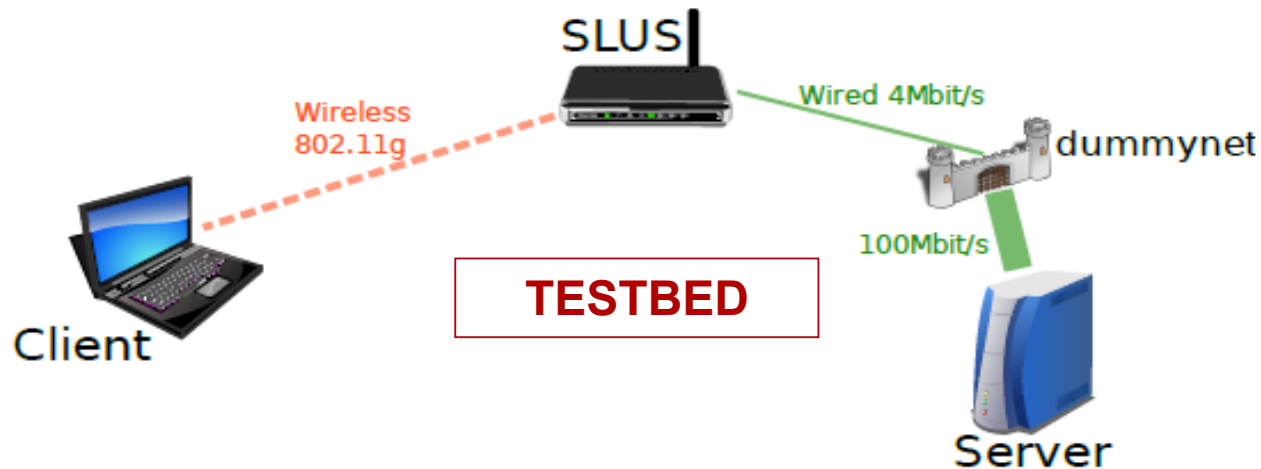 SLUS
Wireless
802.11g
Wired 4Mbit/s
dummynet
100Mbit/s
TESTBED
Client
Server